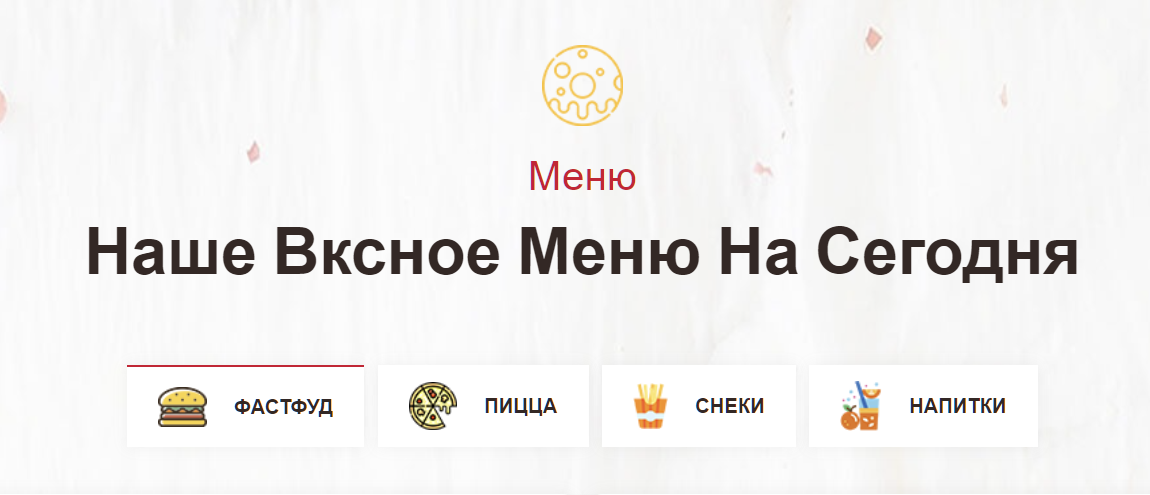 Меню
Наше Вксное Меню На Сегодня
ФАСТФУД
ПИЦЦА
СНЕКИ
НАПИТКИ